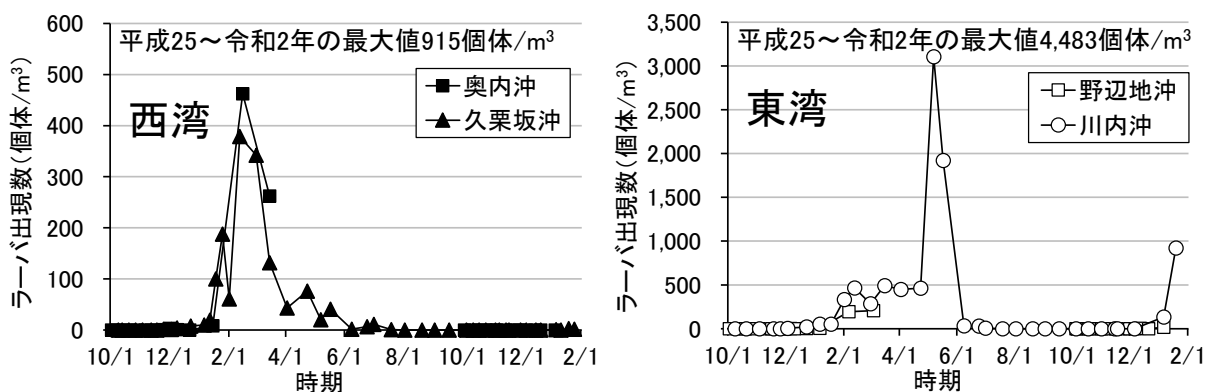 平成25～令和2年の最大値915個体/m³
西湾
奥内沖
久栗坂沖
ラーバ出現数(個体/m³)
600
500
400
300
200
100
0
10/1 12/1 2/1 4/1 6/1 8/1 10/1 12/1 2/1
時期
平成25～令和2年の最大値4,483個体/m³
東湾
野辺地沖
川内沖
ラーバ出現数(個体/m³)
3,500
3,000
2,500
2,000
1,500
1,000
500
0
10/1 12/1 2/1 4/1 6/1 8/1 10/1 12/1 2/1
時期